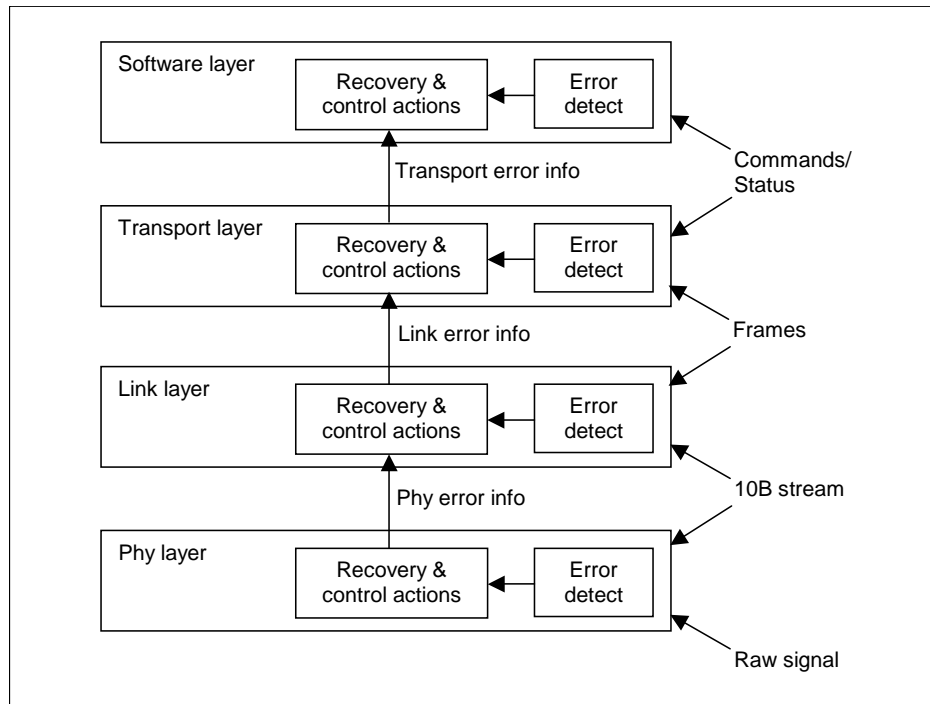 Software layer
Recovery &
control actions
Error
detect
Commands/
Status
Transport error info
Transport layer
Recovery &
control actions
Error
detect
Frames
Link error info
Link layer
Recovery &
control actions
Error
detect
10B stream
Phy error info
Phy layer
Recovery &
control actions
Error
detect
Raw signal